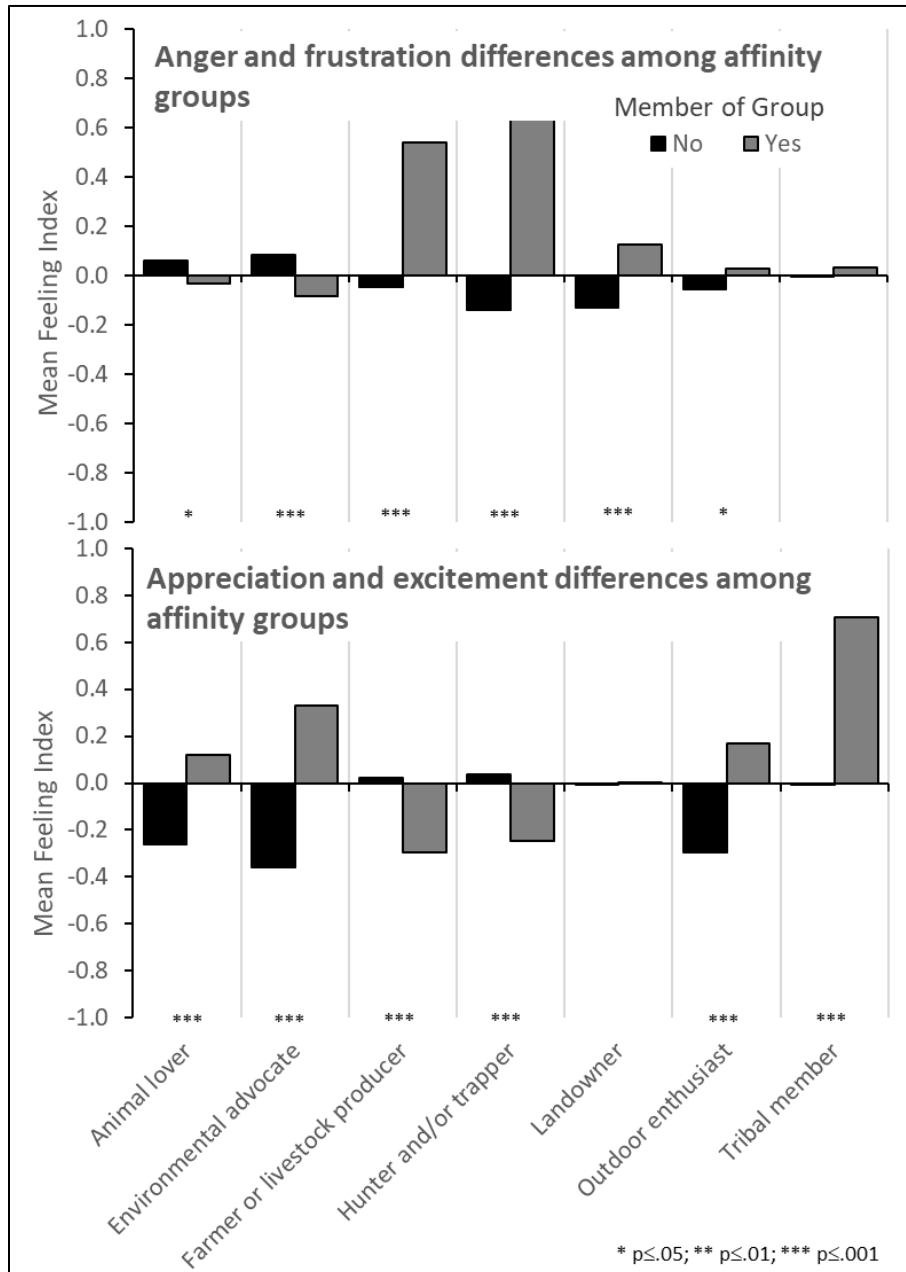 1.0
Anger and frustration differences among affinity
groups
0.8
Member of Group
No Yes
0.6
0.4
0.2
0.0
-0.2
-0.4
-0.6
-0.8
-1.0
Mean Feeling Index
* *** *** *** *** *
1.0
Appreciation and excitement differences among
affinity groups
0.8
0.6
0.4
0.2
0.0
-0.2
-0.4
-0.6
-0.8
-1.0
Mean Feeling Index
*** *** *** *** *** ***
Animal lover
Environmental advocate
Farmer or livestock producer
Hunter and/or trapper
Landowner
Outdoor enthusiast
Tribal member
* p≤.05; ** p≤.01; *** p≤.001